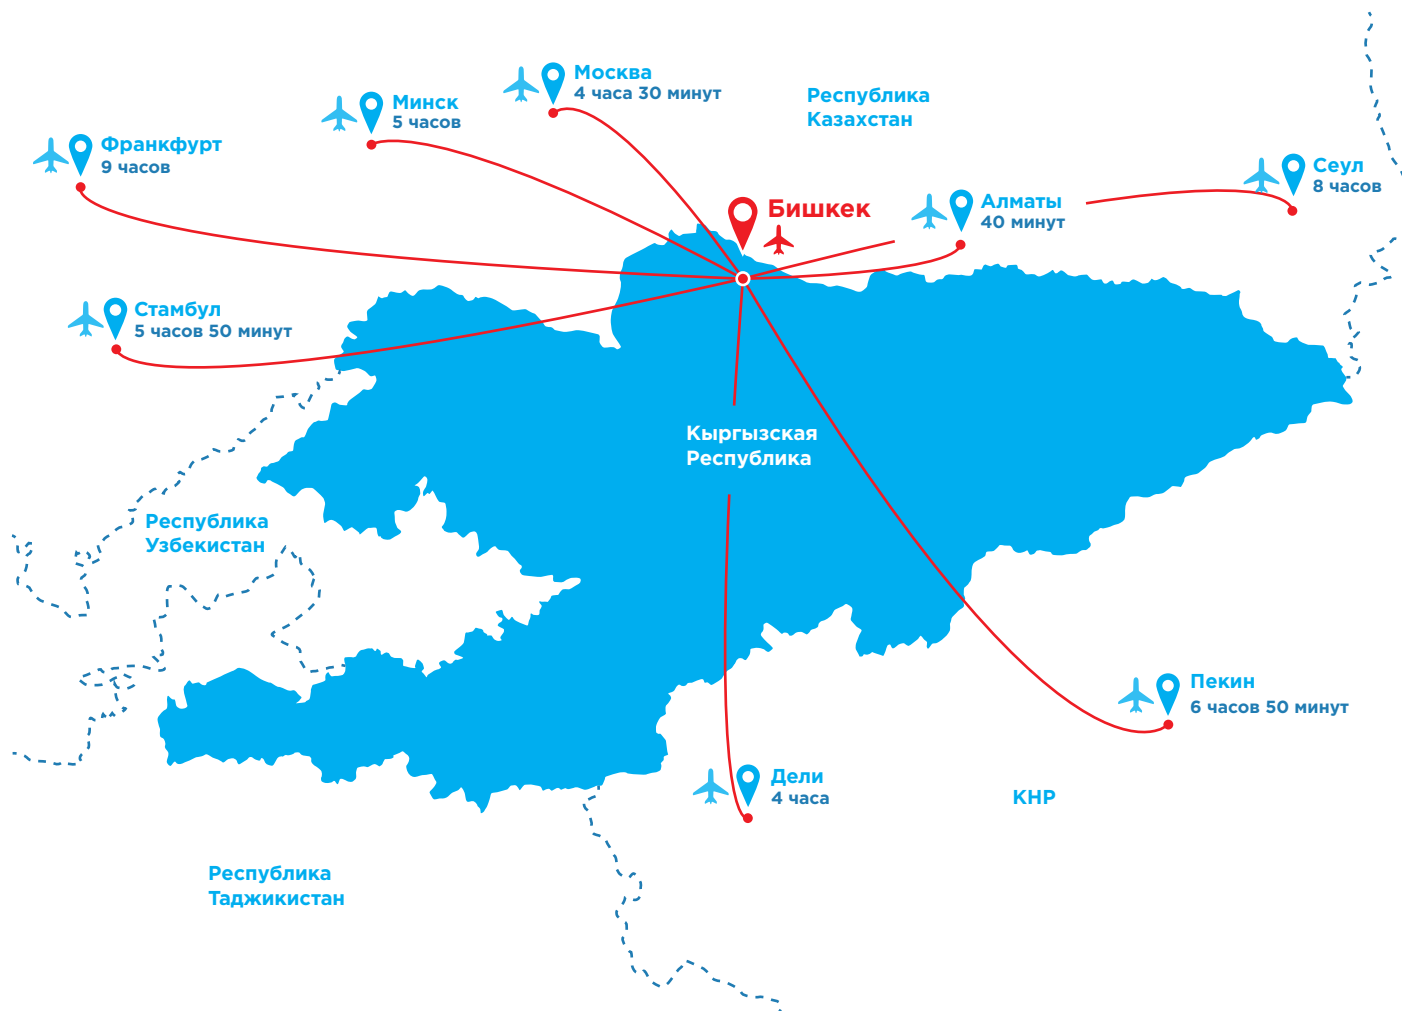 Москва
4 часа 30 минут
Минск
5 часов
Республика
Казахстан
Франкфурт
9 часов
Сеул
8 часов
Алматы
40 минут
Бишкек
Стамбул
5 часов 50 минут
Кыргызская
Республика
Республика
Узбекистан
Пекин
6 часов 50 минут
Дели
4 часа
КНР
Республика
Таджикистан